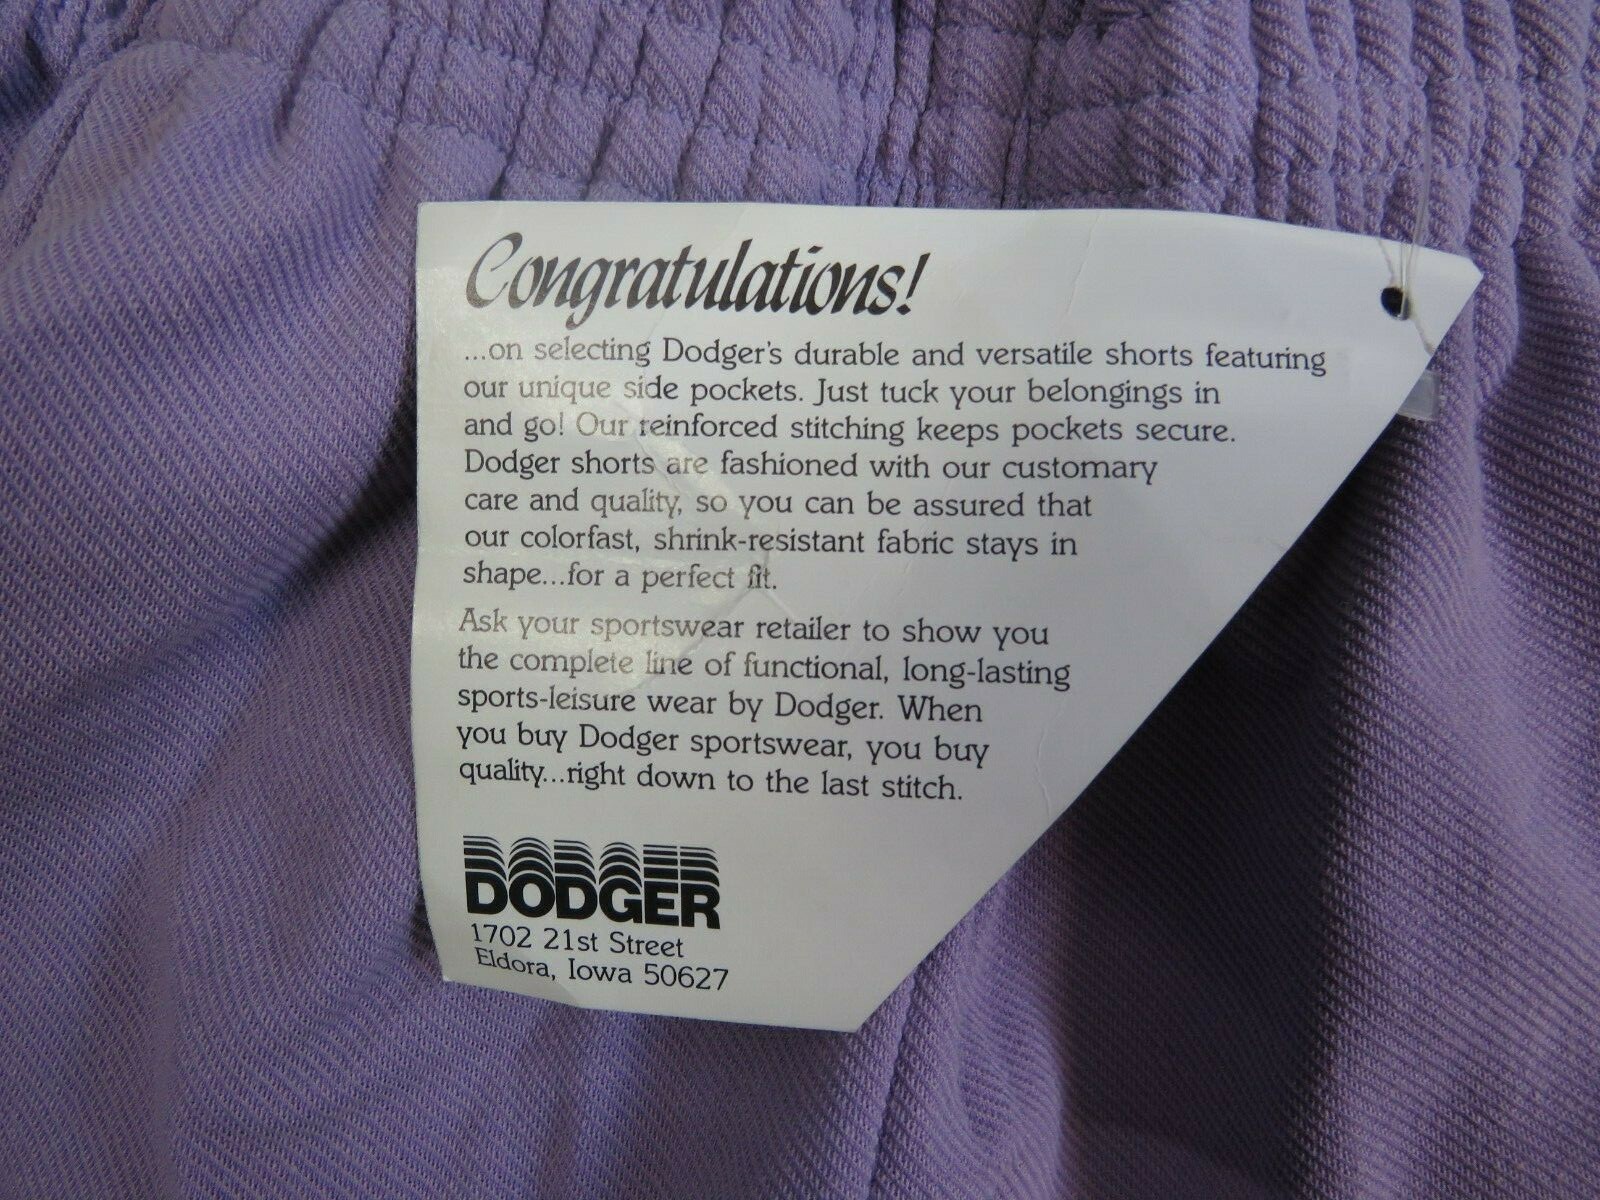 Congratulations!
...on selecting Dodger's durable and versatile shorts featuring
our unique side pockets. Just tuck your belongings in
and go! Our reinforced stitching keeps pockets secure.
Dodger shorts are fashioned with our customary
care and quality, so you can be assured that
our colorfast, shrink-resistant fabric stays in
shape...for a perfect fit.
Ask your sportswear retailer to show you
the complete line of functional, long-lasting
sports-leisure wear by Dodger. When
you buy Dodger sportswear, you buy
quality...right down to the last stitch.
DODGER
1702 21st Street
Eldora, Iowa 50627